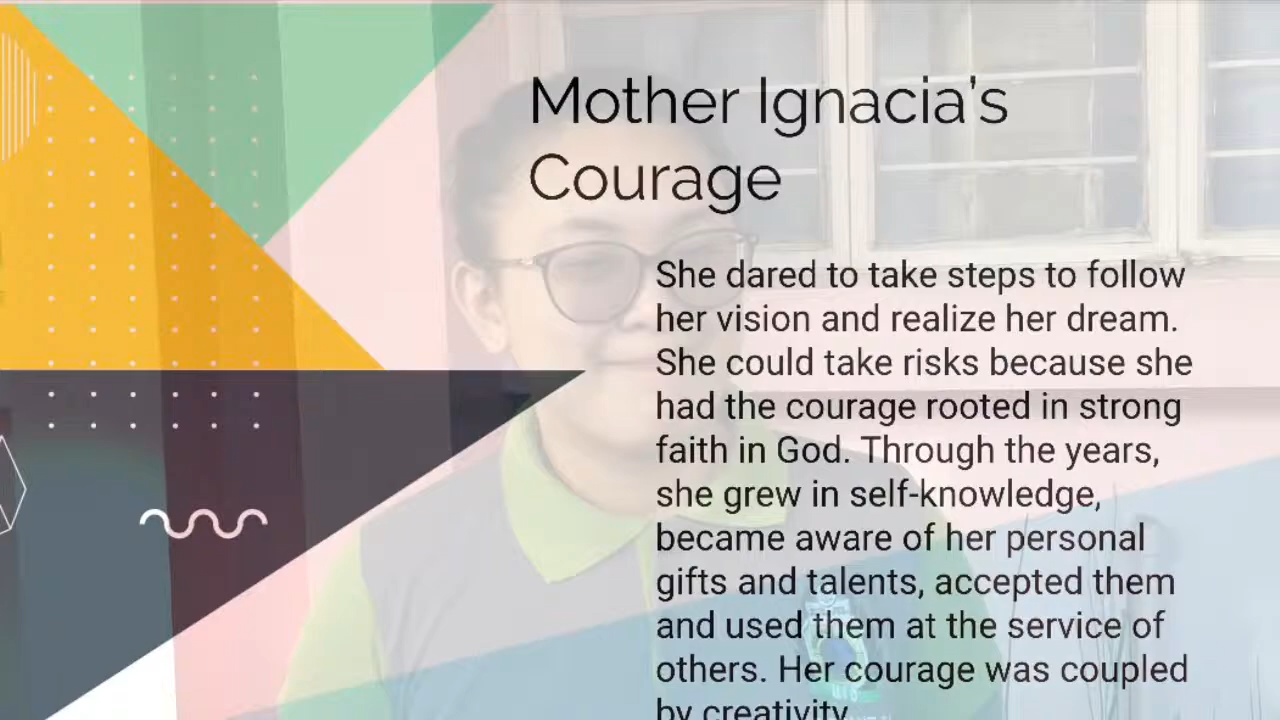 Mother Ignacia's
Courage
She dared to take steps to follow
her vision and realize her dream.
She could take risks because she
had the courage rooted in strong
faith in God. Through the years,
she grew in self-knowledge,
became aware of her personal
gifts and talents, accepted them
and used them at the service of
others. Her courage was coupled
by creativity